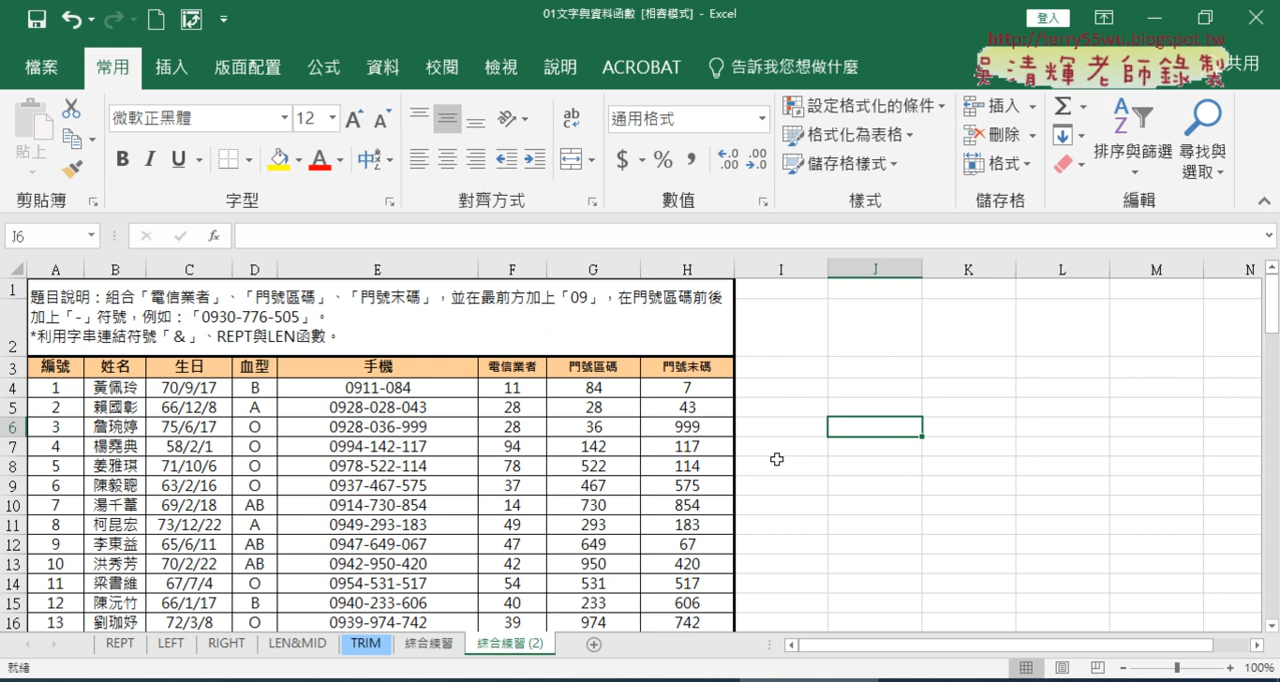 01文字與資料函數 [相容模式] - Excel
登入
http://terry55wu.blogspot.tw
吳清輝老師錄製
檔案 常用 插入 版面配置 公式 資料 校閱 檢視 說明 ACROBAT 告訴我您想做什麼 共用
貼上
微軟正黑體 12
通用格式
設定格式化的條件
格式化為表格
儲存格樣式
插入
刪除
格式
排序與篩選
尋找與選取
剪貼簿 字型 對齊方式 數值 樣式 儲存格 編輯
J6
fx
A B C D E F G H I J K L M N
1 題目說明：組合「電信業者」、「門號區碼」、「門號末碼」，並在最前方加上「09」，在門號區碼前後
加上「-」符號，例如：「0930-776-505」。
2 *利用字串連結符號「＆」、REPT與LEN函數。
3 編號 姓名 生日 血型 手機 電信業者 門號區碼 門號末碼
4 1 黃佩玲 70/9/17 B 0911-084 11 84 7
5 2 賴國彰 66/12/8 A 0928-028-043 28 28 43
6 3 詹琬婷 75/6/17 O 0928-036-999 28 36 999
7 4 楊堯典 58/2/1 O 0994-142-117 94 142 117
8 5 姜雅琪 71/10/6 O 0978-522-114 78 522 114
9 6 陳毅聰 63/2/16 O 0937-467-575 37 467 575
10 7 湯千葦 69/2/18 AB 0914-730-854 14 730 854
11 8 柯昆宏 73/12/22 A 0949-293-183 49 293 183
12 9 李東益 65/6/11 AB 0947-649-067 47 649 67
13 10 洪秀芳 70/2/22 AB 0942-950-420 42 950 420
14 11 梁書維 67/7/4 O 0954-531-517 54 531 517
15 12 陳沅竹 66/1/17 B 0940-233-606 40 233 606
16 13 劉珈妤 72/3/8 O 0939-974-742 39 974 742
REPT LEFT RIGHT LEN&MID TRIM 綜合練習 綜合練習 (2)
就緒 100%